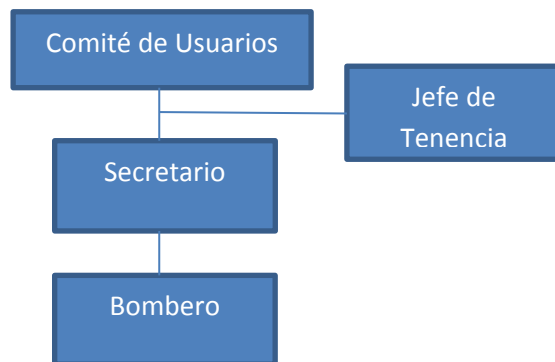 Comité de Usuarios
Jefe de
Tenencia
Secretario
Bombero